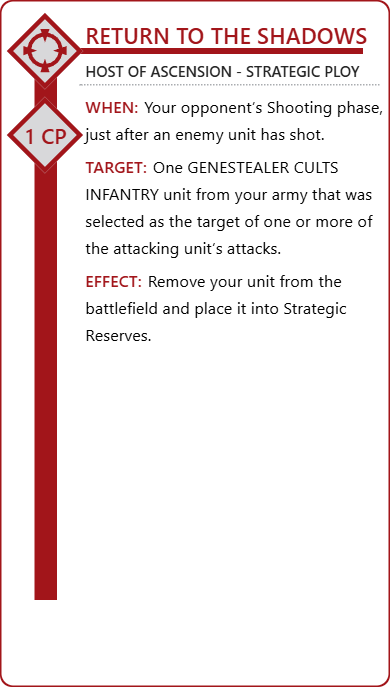 RETURN TO THE SHADOWS
HOST OF ASCENSION - STRATEGIC PLOY
1 CP
WHEN: Your opponent's Shooting phase,
just after an enemy unit has shot.
TARGET: One GENESTEALER CULTS
INFANTRY unit from your army that was
selected as the target of one or more of
the attacking unit's attacks.
EFFECT: Remove your unit from the
battlefield and place it into Strategic
Reserves.